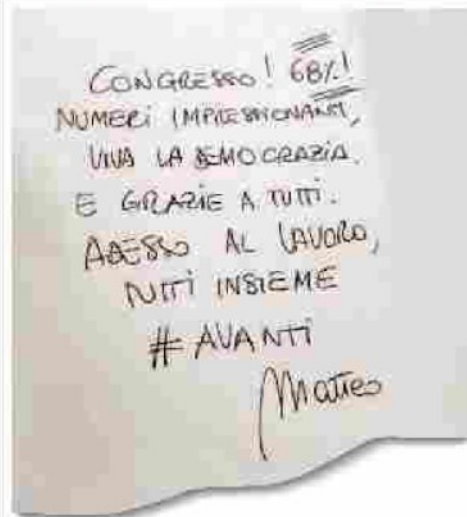 CONGRESSO! 68%!
NUMERI IMPRESSIONANTI,
VIVA LA DEMOCRAZIA.
E GRAZIE A TUTTI.
ADESSO AL LAVORO,
TUTTI INSIEME
# AVANTI
Matteo